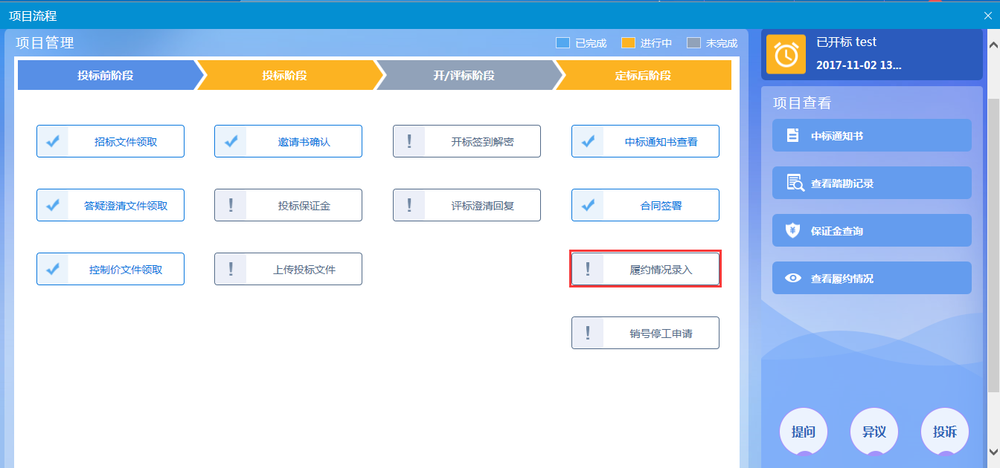 项目流程
项目管理
已完成
进行中
未完成
投标前阶段
投标阶段
开/评标阶段
定标后阶段
招标文件领取
邀请书确认
!
开标签到解密
中标通知书查看
答疑澄清文件领取
!
投标保证金
!
评标澄清回复
合同签署
控制价文件领取
!
上传投标文件
!
履约情况录入
!
销号停工申请
已开标 test
2017-11-02 13...
项目查看
中标通知书
查看踏勘记录
¥
保证金查询
查看履约情况
提问
异议
投诉